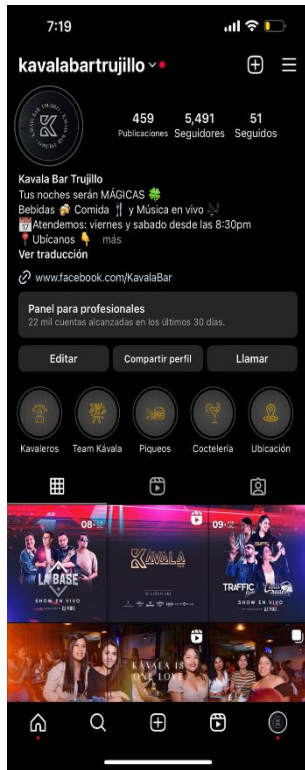 7:19
kavalabartrujillo
459 5,491 51
Publicaciones Seguidores Seguidos
Kavala Bar Trujillo
Tus noches serán MÁGICAS 🍀
Bebidas 🍻 Comida 🍴 y Música en vivo 🎶
📅Atendemos: viernes y sabado desde las 8:30pm
📍Ubícanos 👇 más
Ver traducción
www.facebook.com/KavalaBar
Panel para profesionales
22 mil cuentas alcanzadas en los últimos 30 días.
Editar Compartir perfil Llamar
Kavaleros Team Kávala Piqueos Coctelería Ubicación
08
LA BASE
SHOW EN VIVO
KAVALA
09
TRAFFIC
SHOW EN VIVO
KAVALA IS
ONE LOVE